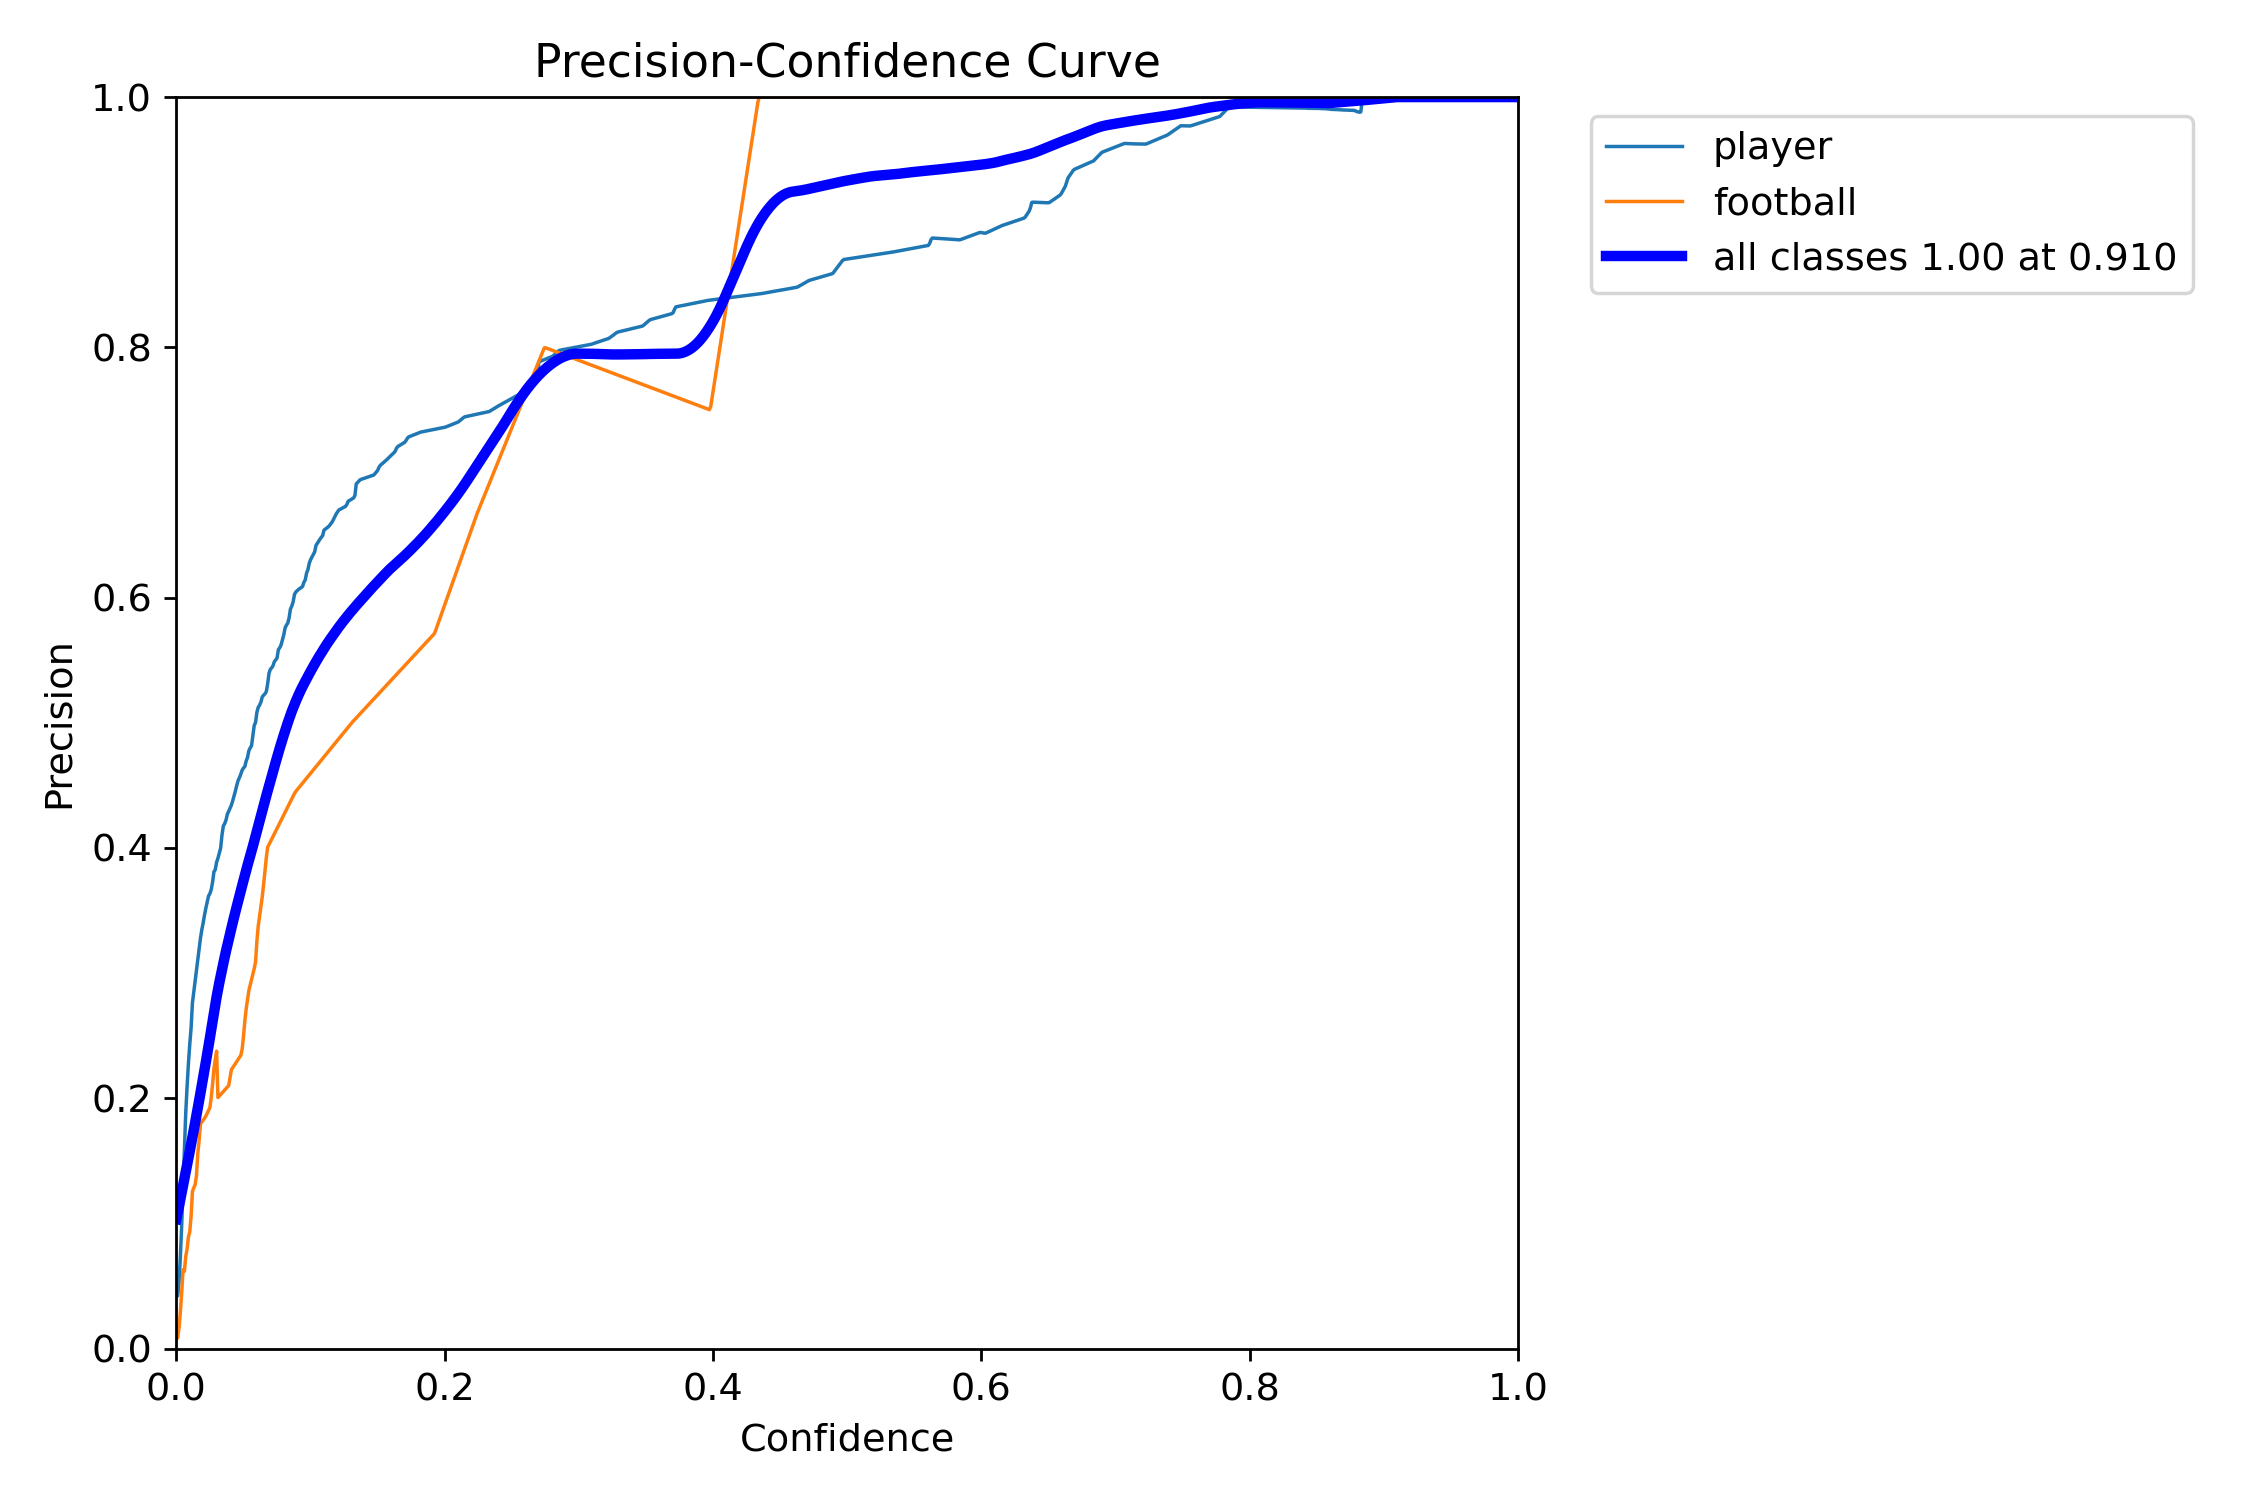 Precision-Confidence Curve
1.0
0.8
0.6
0.4
0.2
0.0
Precision
0.0 0.2 0.4 0.6 0.8 1.0
Confidence
player
football
all classes 1.00 at 0.910